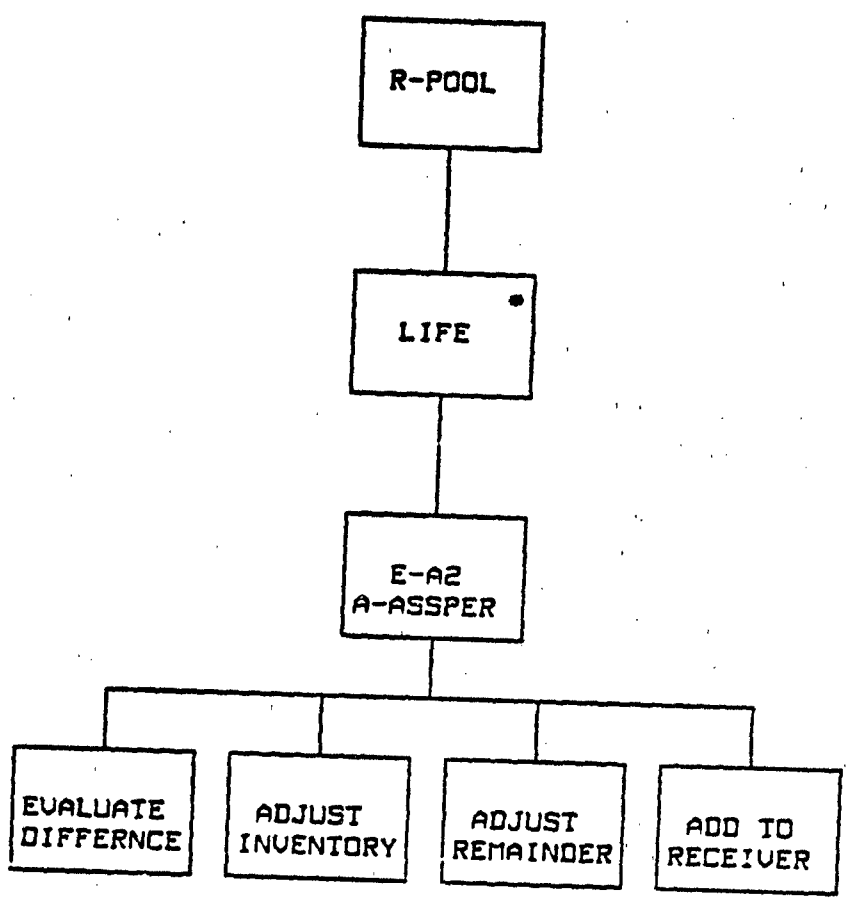 R-POOL
*
LIFE
E-A2
A-ASSPER
EVALUATE
DIFFERNCE
ADJUST
INVENTORY
ADJUST
REMAINDER
ADD TO
RECEIVER